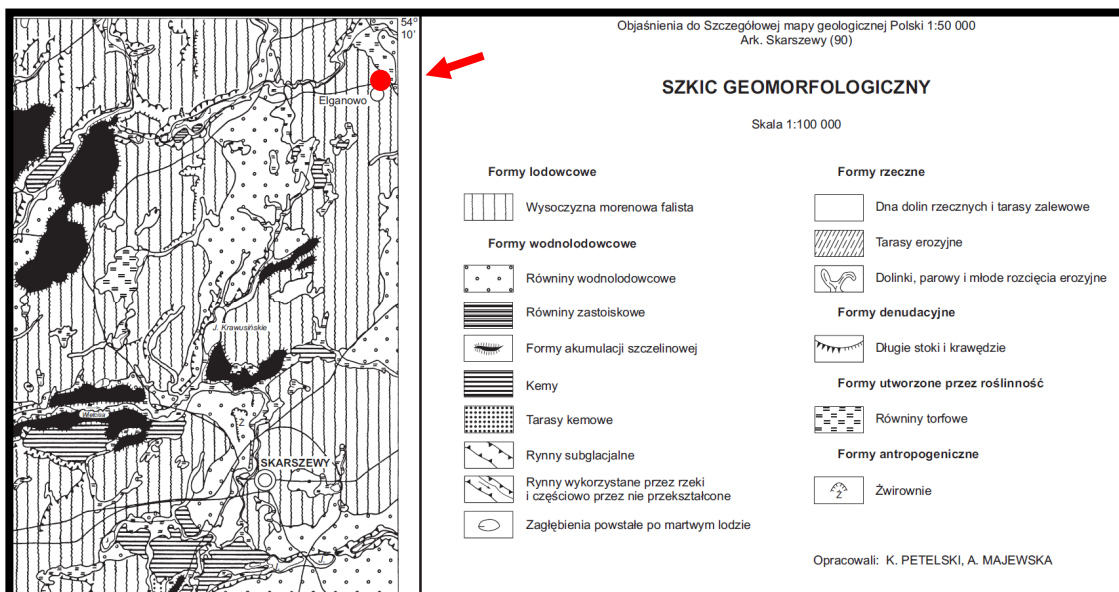 54°
10'
Elganowo
J. Krawusińskie
Wietcisa
Ż
SKARSZEWY
Objaśnienia do Szczegółowej mapy geologicznej Polski 1:50 000
Ark. Skarszewy (90)
SZKIC GEOMORFOLOGICZNY
Skala 1:100 000
Formy lodowcowe
Wysoczyzna morenowa falista
Formy wodnolodowcowe
Równiny wodnolodowcowe
Równiny zastoiskowe
Formy akumulacji szczelinowej
Kemy
Tarasy kemowe
Rynny subglacjalne
Rynny wykorzystane przez rzeki
i częściowo przez nie przekształcone
Zagłębienia powstałe po martwym lodzie
Formy rzeczne
Dna dolin rzecznych i tarasy zalewowe
Tarasy erozyjne
Dolinki, parowy i młode rozcięcia erozyjne
Formy denudacyjne
Długie stoki i krawędzie
Formy utworzone przez roślinność
Równiny torfowe
Formy antropogeniczne
Ż
Żwirownie
Opracowali: K. PETELSKI, A. MAJEWSKA